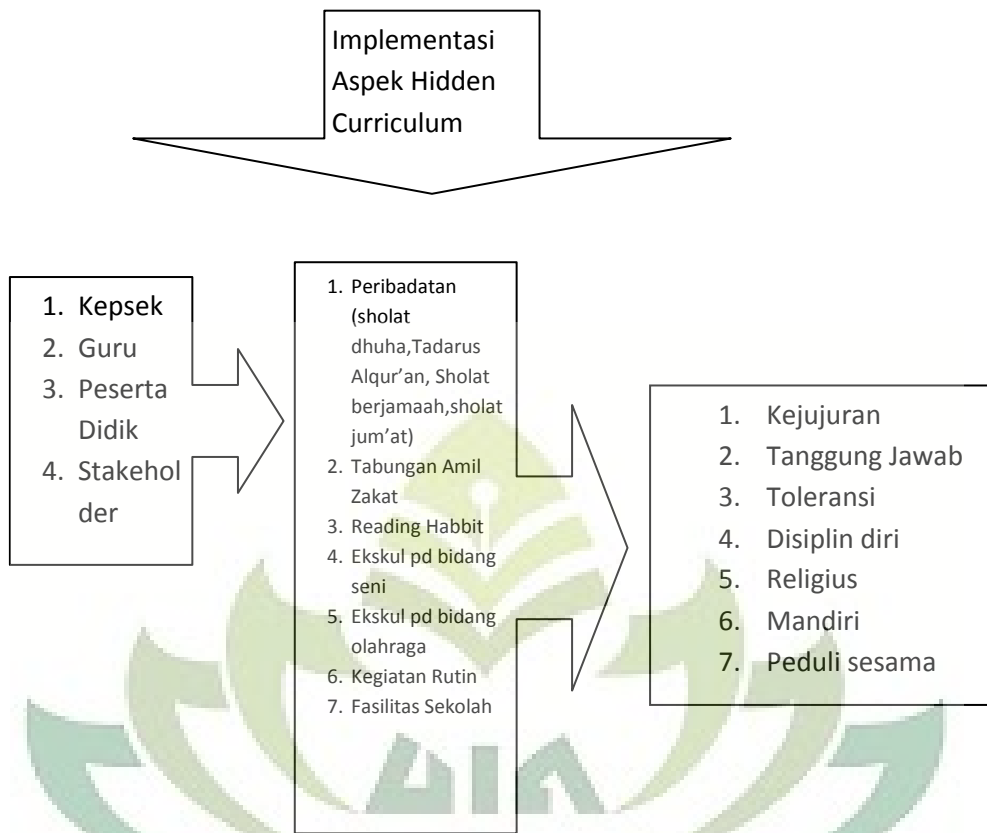 Implementasi
Aspek Hidden
Curriculum
1. Kepsek
2. Guru
3. Peserta
Didik
4. Stakehol
der
1. Peribadatan
(sholat
dhuha,Tadarus
Alqur’an, Sholat
berjamaah,sholat
jum’at)
2. Tabungan Amil
Zakat
3. Reading Habbit
4. Ekskul pd bidang
seni
5. Ekskul pd bidang
olahraga
6. Kegiatan Rutin
7. Fasilitas Sekolah
1. Kejujuran
2. Tanggung Jawab
3. Toleransi
4. Disiplin diri
5. Religius
6. Mandiri
7. Peduli sesama